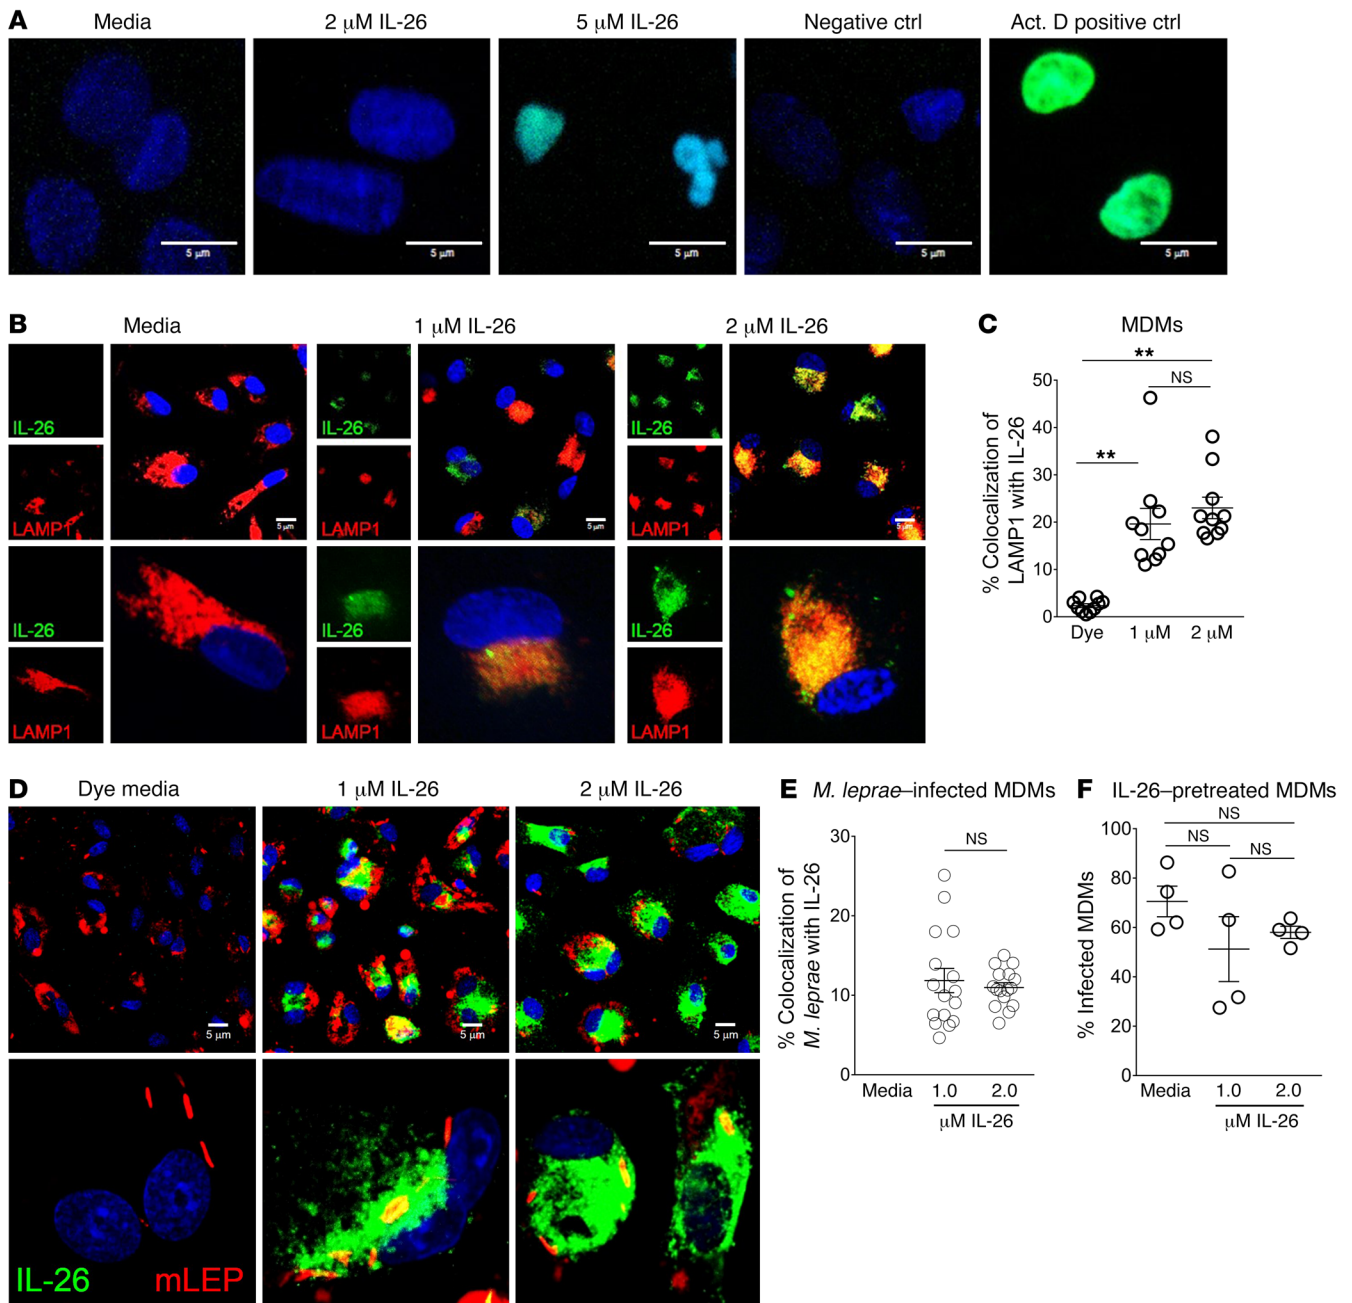 A
Media
2 μM IL-26
5 μM IL-26
Negative ctrl
Act. D positive ctrl
5 μm
5 μm
5 μm
5 μm
5 μm
B
Media
1 μM IL-26
2 μM IL-26
IL-26
IL-26
IL-26
LAMP1
5 μm
LAMP1
5 μm
LAMP1
5 μm
IL-26
IL-26
IL-26
LAMP1
LAMP1
LAMP1
C
MDMs
% Colocalization of
LAMP1 with IL-26
**
NS
**
50
40
30
20
10
0
Dye
1 μM
2 μM
D
Dye media
1 μM IL-26
2 μM IL-26
5 μm
5 μm
5 μm
IL-26
mLEP
E
M. leprae–infected MDMs
% Colocalization of
M. leprae with IL-26
NS
30
20
10
0
Media
1.0
2.0
μM IL-26
F
IL-26–pretreated MDMs
% Infected MDMs
NS
NS
NS
100
80
60
40
20
0
Media
1.0
2.0
μM IL-26